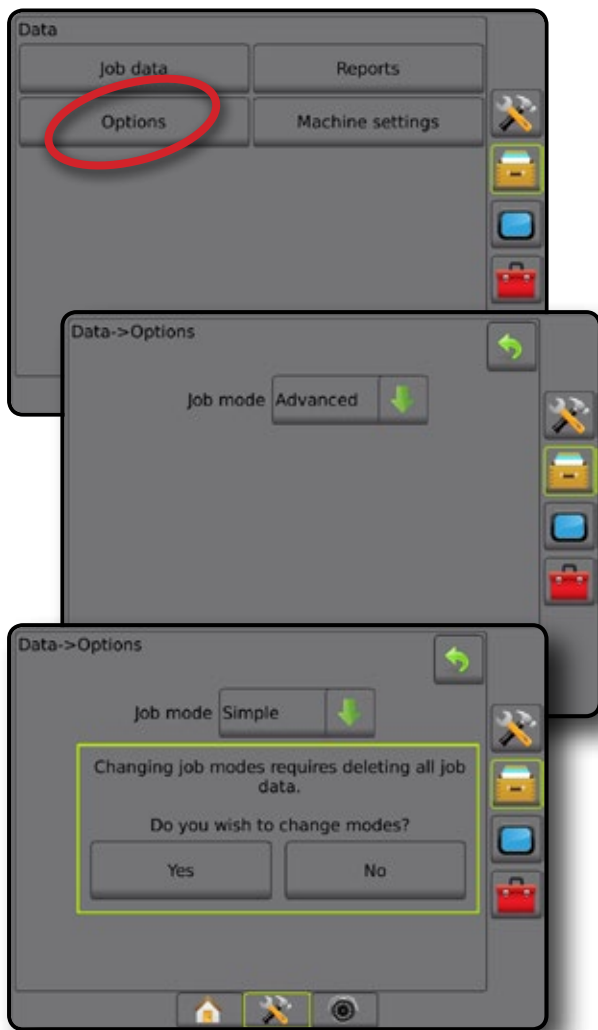 Data
Job data
Reports
Options
Machine settings
Data->Options
Job mode Advanced
Data->Options
Job mode Simple
Changing job modes requires deleting all job
data.
Do you wish to change modes?
Yes
No